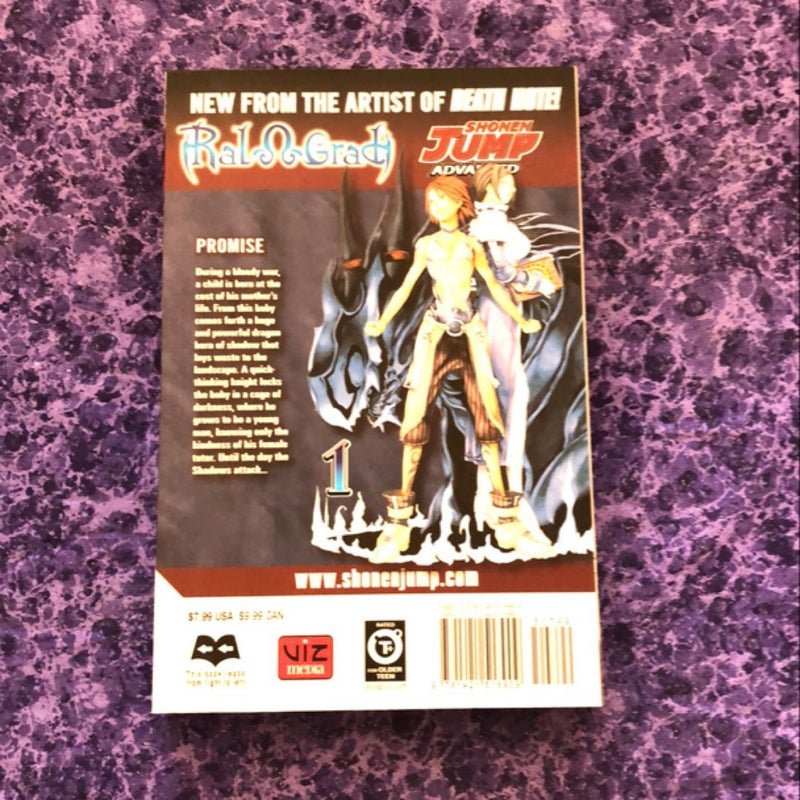 NEW FROM THE ARTIST OF DEATH NOTE!
Ral Ω Grad
SHONEN
JUMP
ADVANCED
PROMISE
During a bloody war,
a child is born at the
cost of his mother's
life. From this baby
comes forth a huge
and powerful dragon
born of shadow that
lays waste to the
landscape. A quick-
thinking knight locks
the baby in a cage of
darkness, where he
grows to be a young
man, knowing only the
kindness of his female
tutor. Until the day the
Shadows attack...
1
www.shonenjump.com
$7.99 USA $9.99 CAN
This book reads
from right to left
VIZ
media
RATED
T+
FOR OLDER
TEEN